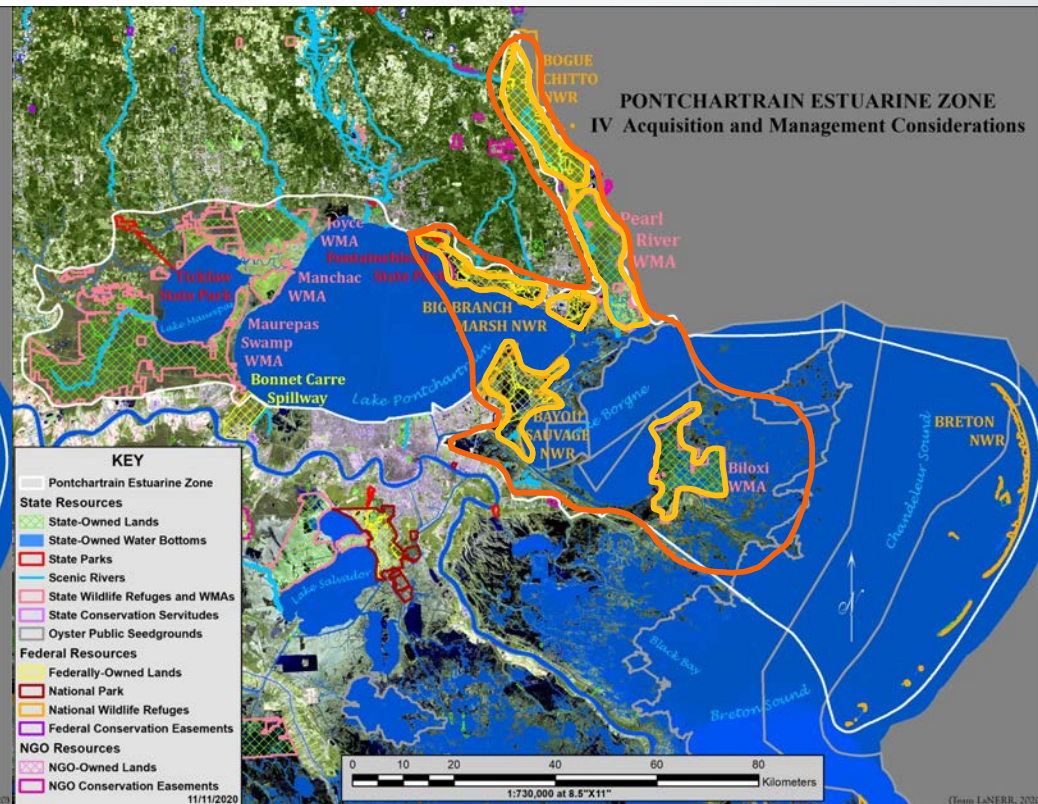 PONTCHARTRAIN ESTUARINE ZONE
IV Acquisition and Management Considerations
BOGUE
CHITTO
NWR
Pearl
River
WMA
Joyce
WMA
Fontainebleau
State Park
Manchac
WMA
Tickfaw
State Park
Lake Maurepas
Maurepas
Swamp
WMA
BIG BRANCH
MARSH NWR
Bonnet Carre
Spillway
Lake Pontchartrain
Borgne
BAYOU
SAUVAGE
NWR
Biloxi
WMA
BRETON
NWR
Chandeleur Sound
Lake Salvador
Black Bay
Breton Sound
N
KEY
Pontchartrain Estuarine Zone
State Resources
State-Owned Lands
State-Owned Water Bottoms
State Parks
Scenic Rivers
State Wildlife Refuges and WMAs
State Conservation Servitudes
Oyster Public Seedgrounds
Federal Resources
Federally-Owned Lands
National Park
National Wildlife Refuges
Federal Conservation Easements
NGO Resources
NGO-Owned Lands
NGO Conservation Easements
11/11/2020
0 10 20 40 60 80
Kilometers
1:730,000 at 8.5"X11"
(Team LaNERR, 2020